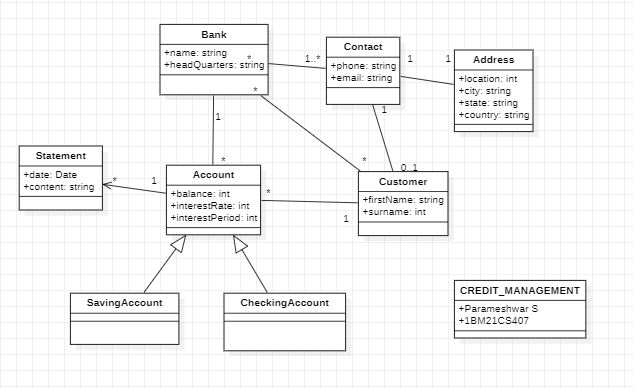 Bank
+name: string
+headQuarters: string
*
*
1
*
*
1..*
Contact
+phone: string
+email: string
1
1
1
0..1
Address
+location: int
+city: string
+state: string
+country: string
Statement
+date: Date
+content: string
*
1
Account
+balance: int
+interestRate: int
+interestPeriod: int
*
1
Customer
+firstName: string
+surname: int
SavingAccount
CheckingAccount
CREDIT_MANAGEMENT
+Parameshwar S
+1BM21CS407